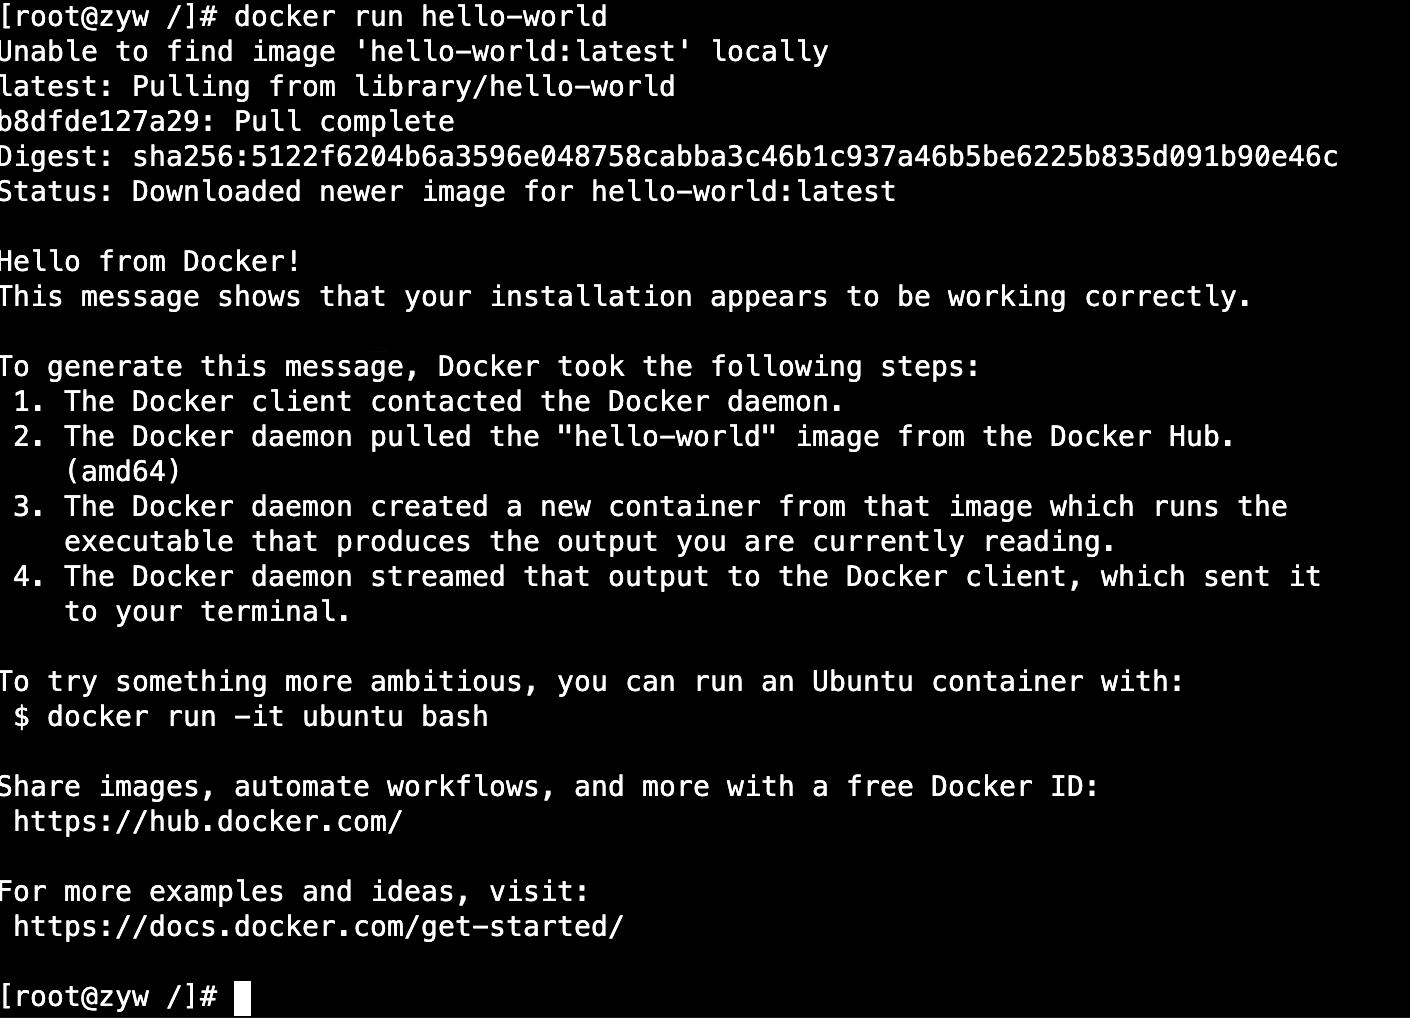 [root@zyw /]# docker run hello-world
Unable to find image 'hello-world:latest' locally
latest: Pulling from library/hello-world
b8dfde127a29: Pull complete
Digest: sha256:5122f6204b6a3596e048758cabba3c46b1c937a46b5be6225b835d091b90e46c
Status: Downloaded newer image for hello-world:latest

Hello from Docker!
This message shows that your installation appears to be working correctly.

To generate this message, Docker took the following steps:
 1. The Docker client contacted the Docker daemon.
 2. The Docker daemon pulled the "hello-world" image from the Docker Hub.
    (amd64)
 3. The Docker daemon created a new container from that image which runs the
    executable that produces the output you are currently reading.
 4. The Docker daemon streamed that output to the Docker client, which sent it
    to your terminal.

To try something more ambitious, you can run an Ubuntu container with:
 $ docker run -it ubuntu bash

Share images, automate workflows, and more with a free Docker ID:
 https://hub.docker.com/

For more examples and ideas, visit:
 https://docs.docker.com/get-started/

[root@zyw /]#